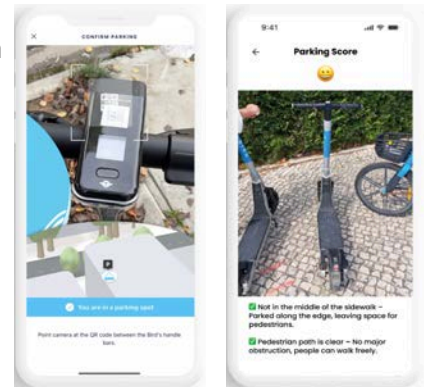 CONFIRM PARKING
You are in a parking spot
Point camera at the QR code between the Bird's handle
bars.
9:41
Parking Score
✅ Not in the middle of the sidewalk –
Parked along the edge, leaving space for
pedestrians.
✅ Pedestrian path is clear – No major
obstruction, people can walk freely.